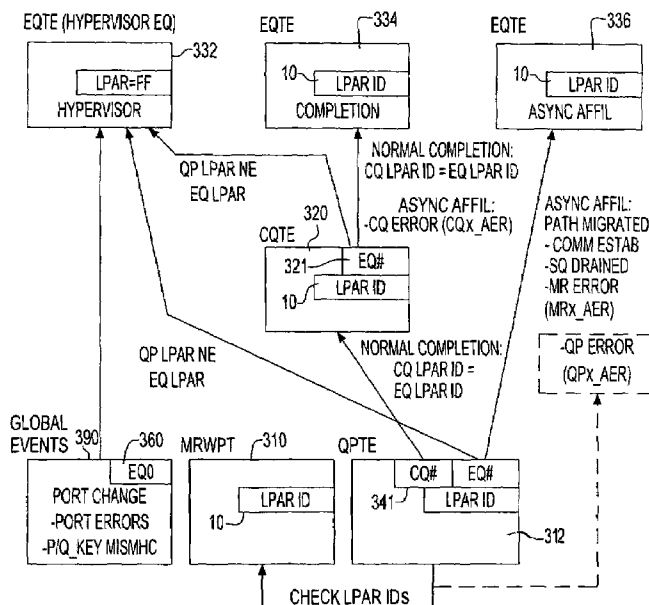 EQTE (HYPERVISOR EQ)
332
LPAR=FF
HYPERVISOR
EQTE
334
10
LPAR ID
COMPLETION
EQTE
336
10
LPAR ID
ASYNC AFFIL
QP LPAR NE
EQ LPAR
NORMAL COMPLETION:
CQ LPAR ID = EQ LPAR ID
ASYNC AFFIL:
-CQ ERROR (CQx_AER)
ASYNC AFFIL:
PATH MIGRATED
- COMM ESTAB
-SQ DRAINED
-MR ERROR
(MRx_AER)
CQTE
320
321
EQ#
10
LPAR ID
-QP ERROR
(QPx_AER)
QP LPAR NE
EQ LPAR
NORMAL COMPLETION:
CQ LPAR ID =
EQ LPAR ID
GLOBAL
EVENTS
390
360
EQ0
PORT CHANGE
-PORT ERRORS
-P/Q_KEY MISMHC
MRWPT
310
LPAR ID
10
QPTE
CQ#
EQ#
341
LPAR ID
312
CHECK LPAR IDs